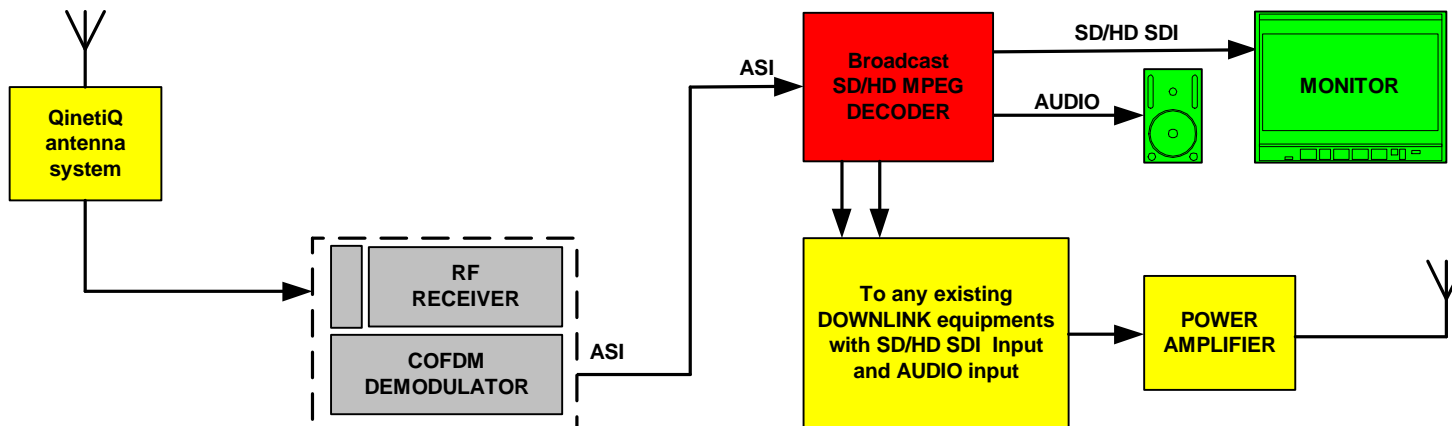 QinetiQ
antenna
system
RF
RECEIVER
COFDM
DEMODULATOR
ASI
ASI
Broadcast
SD/HD MPEG
DECODER
SD/HD SDI
AUDIO
MONITOR
To any existing
DOWNLINK equipments
with SD/HD SDI Input
and AUDIO input
POWER
AMPLIFIER